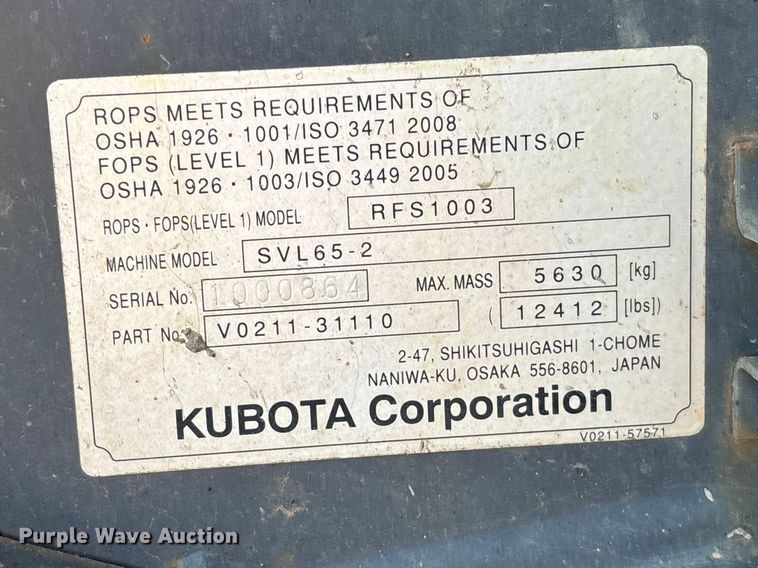 ROPS MEETS REQUIREMENTS OF
OSHA 1926・1001/ISO 3471 2008
FOPS (LEVEL 1) MEETS REQUIREMENTS OF
OSHA 1926・1003/ISO 3449 2005
ROPS・FOPS(LEVEL 1) MODEL RFS1003
MACHINE MODEL SVL65-2
SERIAL No. 1000864 MAX. MASS 5630 [kg]
PART No. V0211-31110 ( 12412 [lbs])
2-47, SHIKITSUHIGASHI 1-CHOME
NANIWA-KU, OSAKA 556-8601, JAPAN
KUBOTA Corporation
V0211-57571
Purple Wave Auction